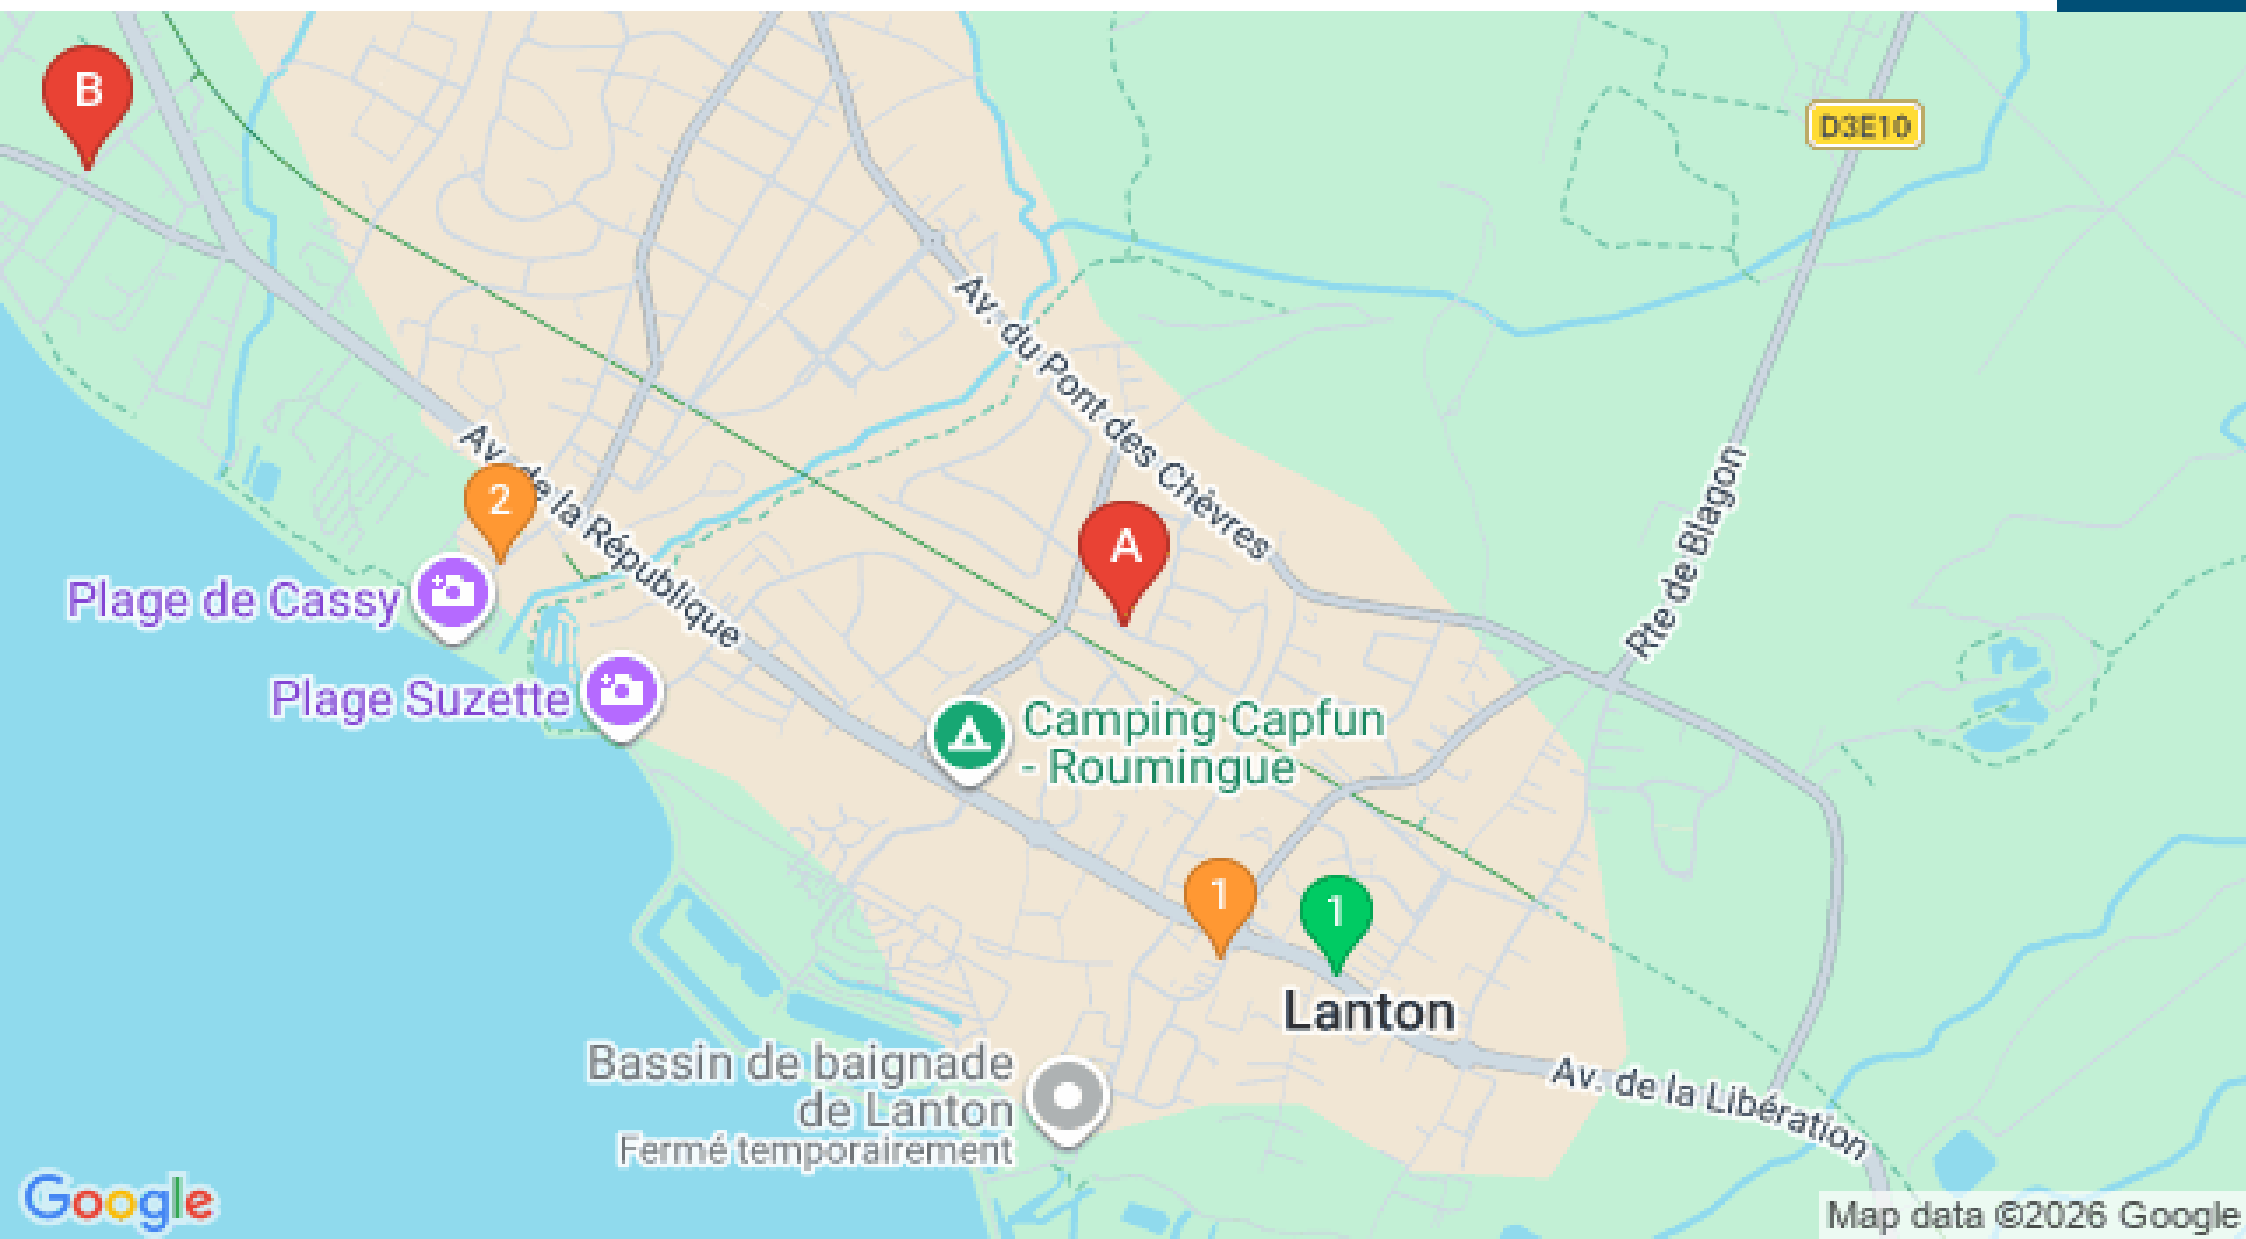 B
D3E10
Av. du Pont des Chèvres
Av. de la République
2
A
Rte de Blagon
Plage de Cassy
Plage Suzette
Camping Capfun
- Roumingue
1
1
Lanton
Bassin de baignade
de Lanton
Fermé temporairement
Av. de la Libération
Google
Map data ©2026 Google